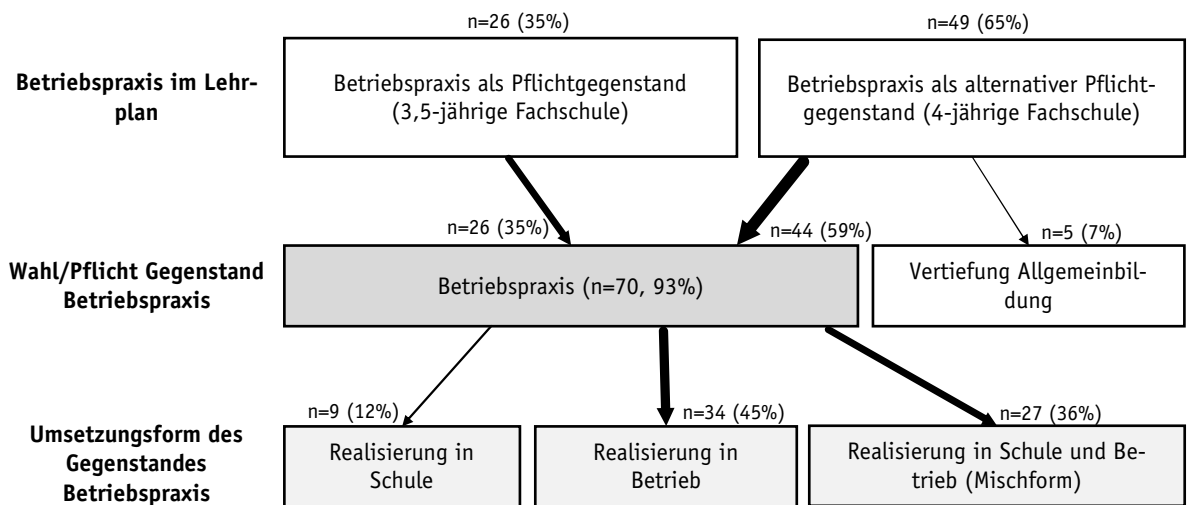 n=26 (35%)
n=49 (65%)
Betriebspraxis im Lehr-
plan
Betriebspraxis als Pflichtgegenstand
(3,5-jährige Fachschule)
Betriebspraxis als alternativer Pflicht-
gegenstand (4-jährige Fachschule)
n=26 (35%)
n=44 (59%)
n=5 (7%)
Wahl/Pflicht Gegenstand
Betriebspraxis
Betriebspraxis (n=70, 93%)
Vertiefung Allgemeinbil-
dung
n=9 (12%)
n=34 (45%)
n=27 (36%)
Umsetzungsform des
Gegenstandes
Betriebspraxis
Realisierung in
Schule
Realisierung in
Betrieb
Realisierung in Schule und Be-
trieb (Mischform)